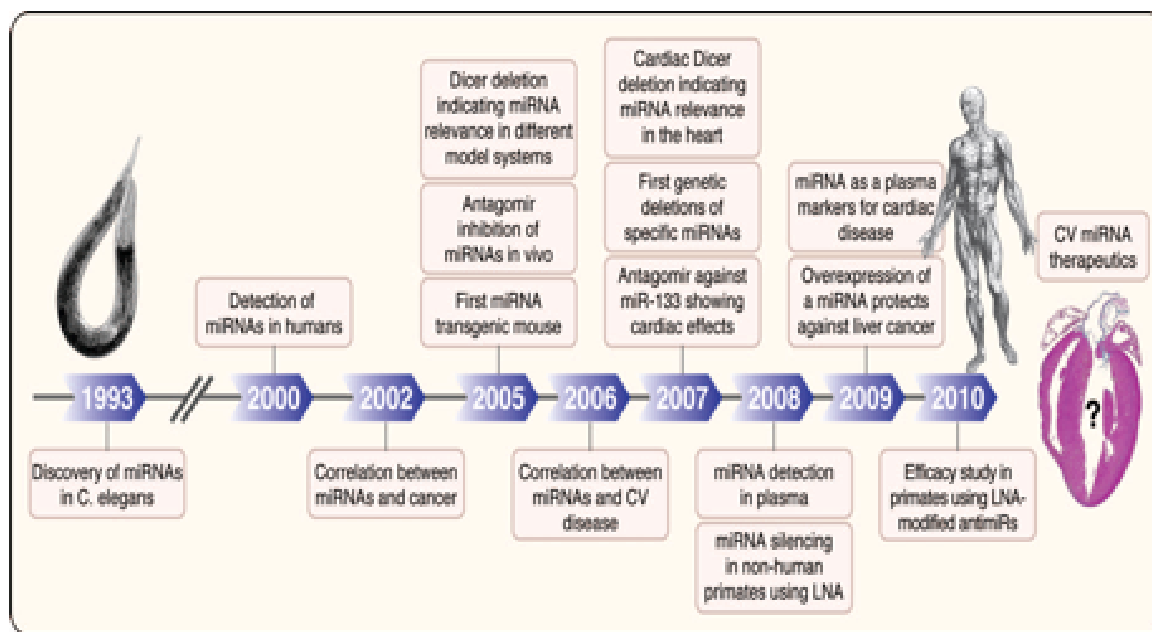 Dicer deletion
indicating miRNA
relevance in different
model systems
Antagomir
inhibition of
miRNAs in vivo
First miRNA
transgenic mouse
Cardiac Dicer
deletion indicating
miRNA relevance
in the heart
First genetic
deletions of
specific miRNAs
Antagomir against
miR-133 showing
cardiac effects
miRNA as a plasma
markers for cardiac
disease
Overexpression of
a miRNA protects
against liver cancer
CV miRNA
therapeutics
Detection of
miRNAs in humans
1993
2000
2002
2005
2006
2007
2008
2009
2010
?
Discovery of miRNAs
in C. elegans
Correlation between
miRNAs and cancer
Correlation between
miRNAs and CV
disease
miRNA detection
in plasma
miRNA silencing
in non-human
primates using LNA
Efficacy study in
primates using LNA-
modified antimiRs